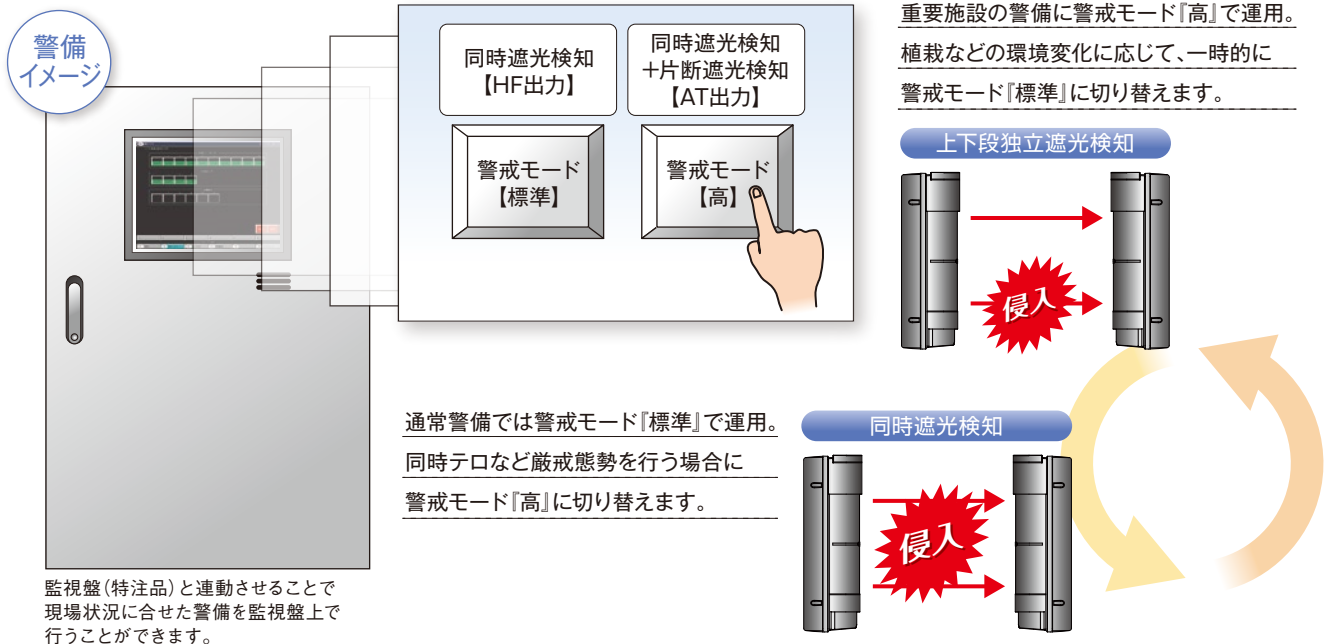 警備
イメージ
同時遮光検知
【HF出力】
同時遮光検知
+片断遮光検知
【AT出力】
警戒モード
【標準】
警戒モード
【高】
重要施設の警備に警戒モード『高』で運用。
植栽などの環境変化に応じて、一時的に
警戒モード『標準』に切り替えます。
上下段独立遮光検知
侵入
通常警備では警戒モード『標準』で運用。
同時テロなど厳戒態勢を行う場合に
警戒モード『高』に切り替えます。
同時遮光検知
侵入
監視盤(特注品)と連動させることで
現場状況に合せた警備を監視盤上で
行うことができます。